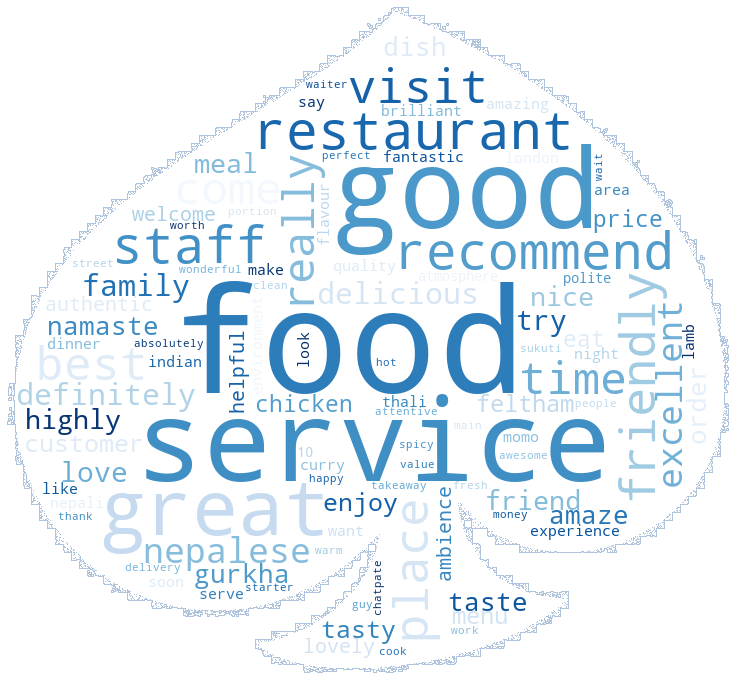 dish
waiter
visit
say
brilliant
amazing
restaurant
perfect
fantastic
london
wait
meal
really
good
come
area
welcome
portion
flavour
price
worth
staff
recommend
street
wonderful
make
quality
atmosphere
polite
family
clean
delicious
nice
authentic
environment
food
friendly
namaste
helpful
look
try
excellent
lamb
dinner
absolutely
eat
best
indian
hot
sukuti
night
time
definitely
chicken
thali
feltham
people
order
highly
attentive
service
main
customer
10
spicy
momo
awesome
love
curry
value
like
happy
takeaway
fresh
great
nepali
enjoy
ambience
friend
money
thank
want
place
amaze
experience
nepalese
warm
delivery
gurkha
soon
starter
chatpate
serve
guy
taste
menu
tasty
work
lovely
cook